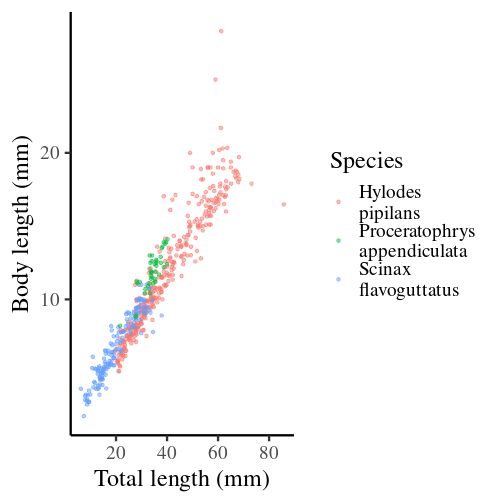 20
10
Body length (mm)
20 40 60 80
Total length (mm)
Species
Hylodes
pipilans
Proceratophrys
appendiculata
Scinax
flavoguttatus